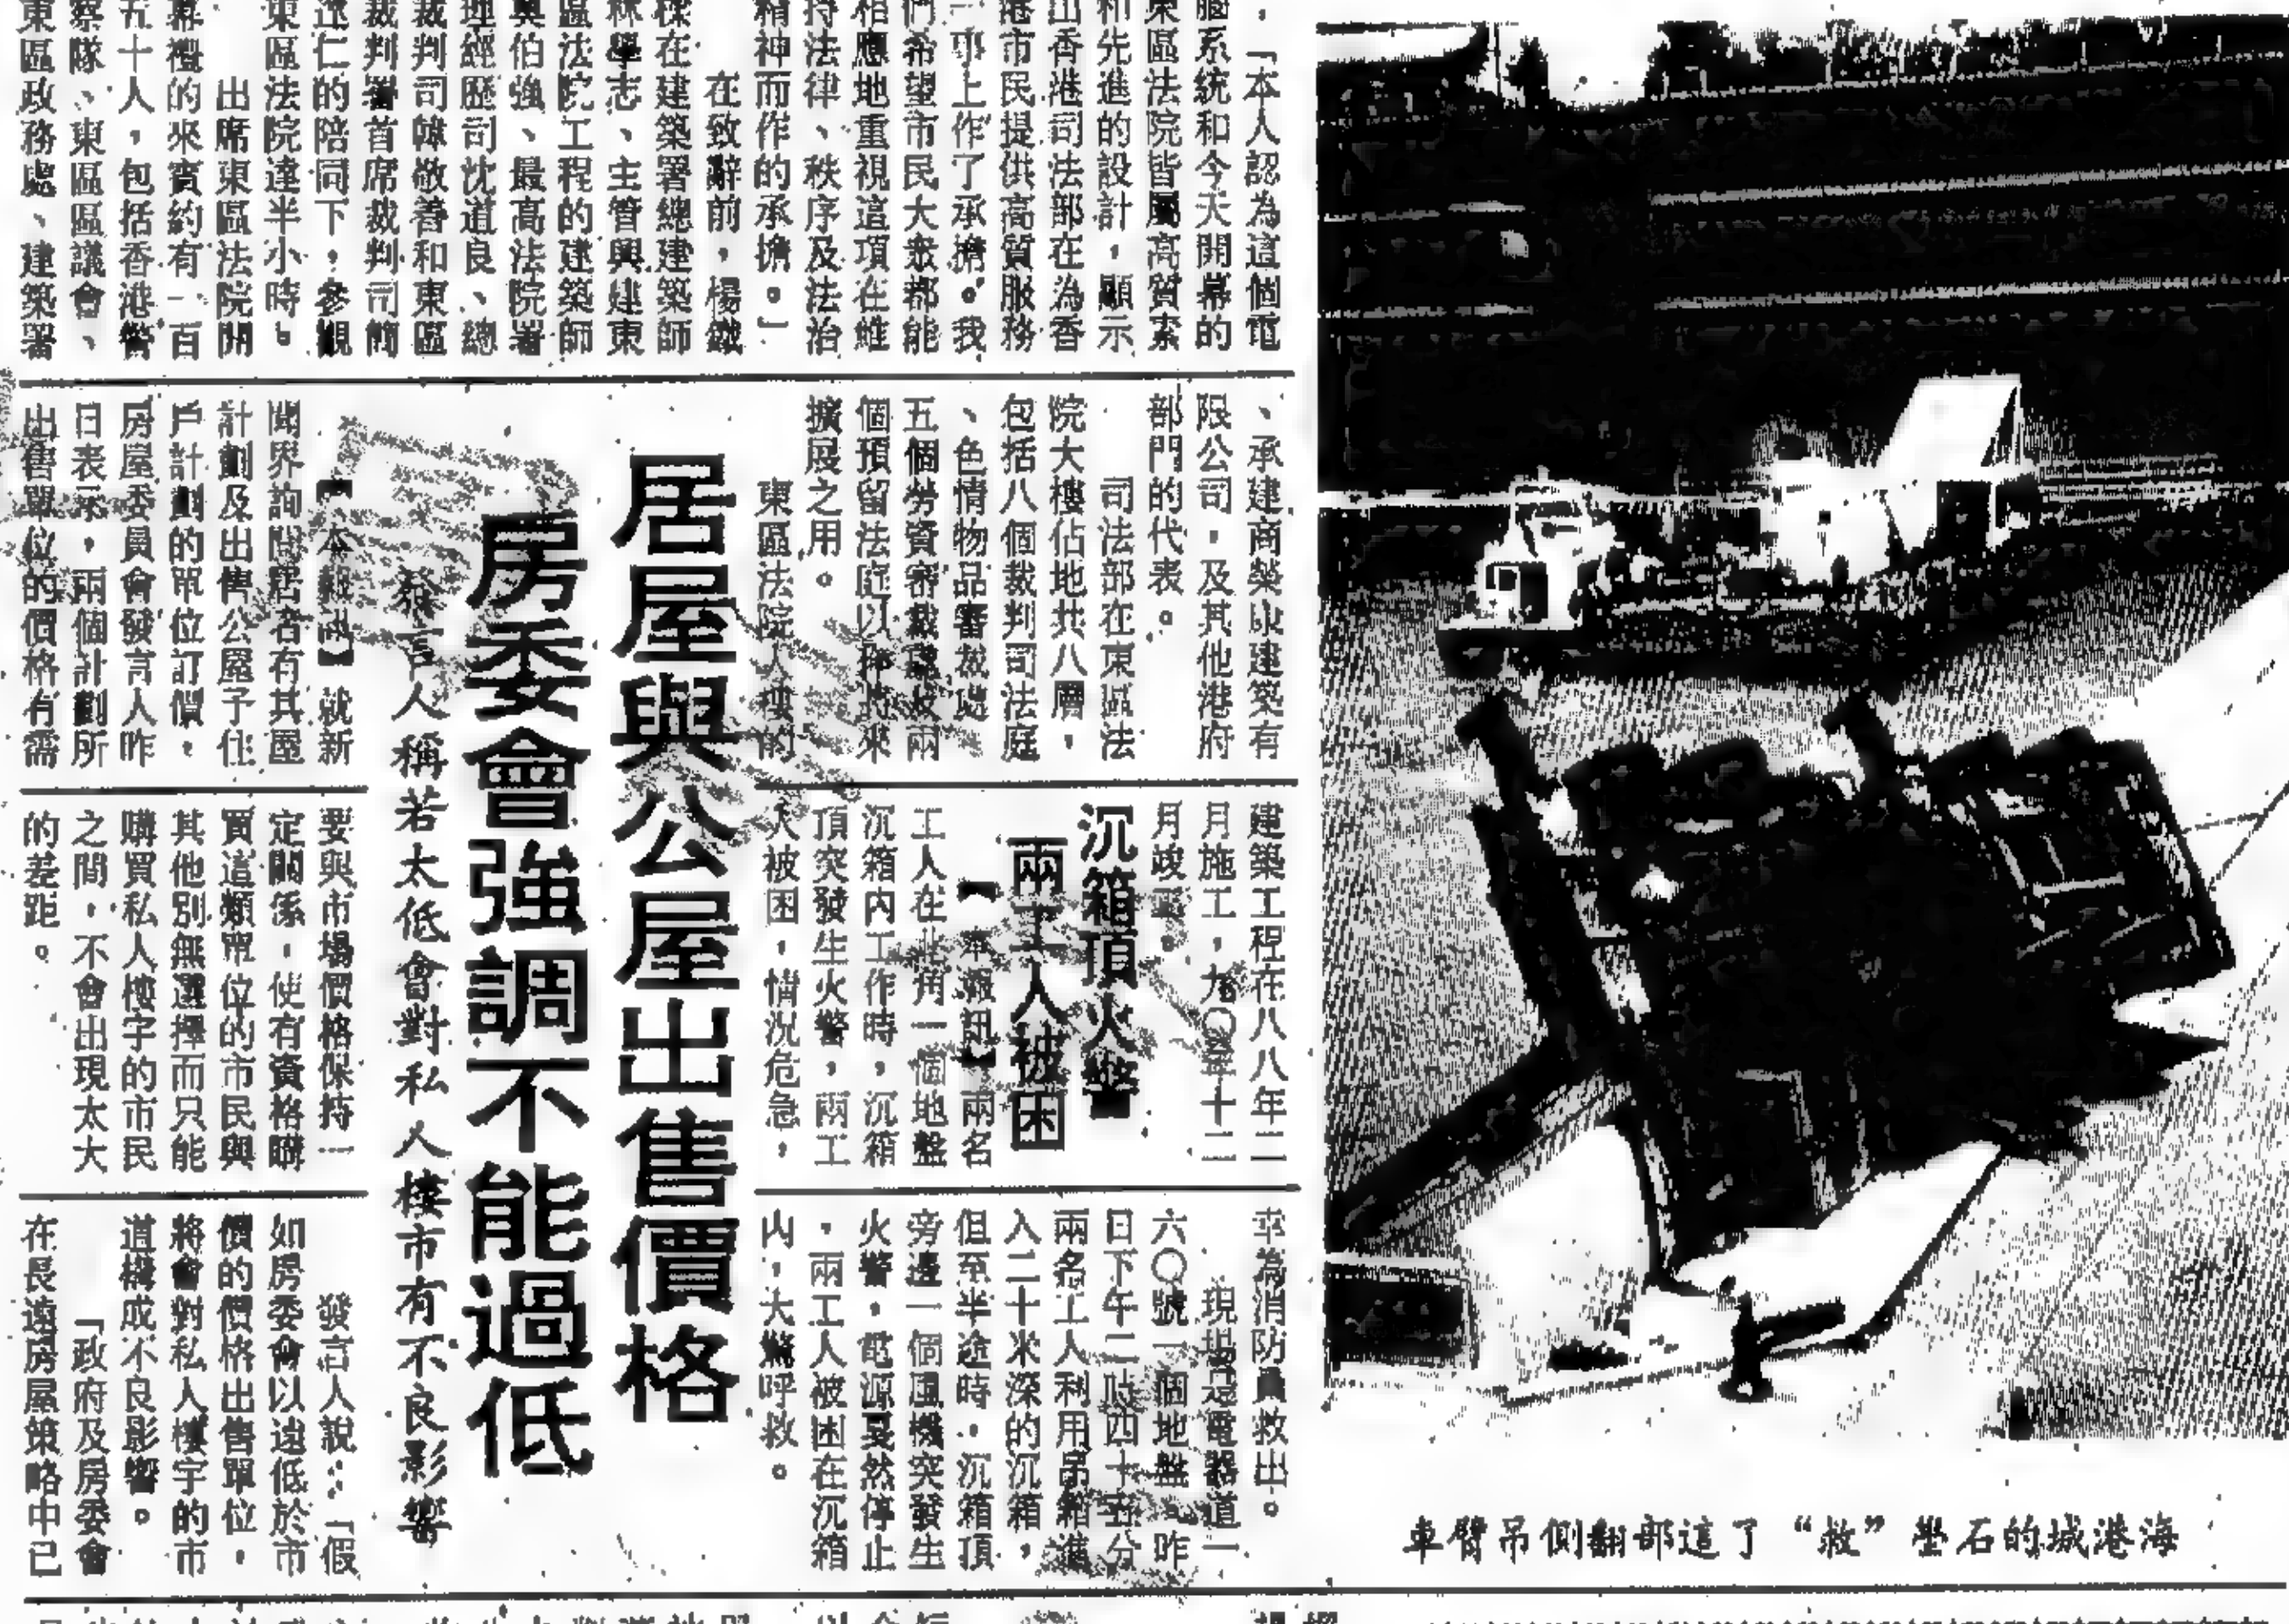 ，「本人認為這個電
腦系統和今天開幕的
東區法院皆屬高質素
和先進的設計，顯示
出香港司法部在為香
港市民提供高質服務
一事上作了承擔。我
們希望市民大衆都能
相應地重視這項在維
持法律、秩序及法治
精神而作的承擔。」
在致辭前，楊鐵
樑在建築署總建築師
林學志、主管興建東
區法院工程的建築師
奧伯強、最高法院署
理經歷司沈道良、總
裁判司韓敬善和東區
裁判署首席裁判司簡
達仁的陪同下，參觀
東區法院達半小時。
出席東區法院開
幕禮的來賓約有一百
五十人，包括香港警
察隊、東區區議會、
東區政務處、建築署
、承建商榮康建築有
限公司，及其他港府
部門的代表。
司法部在東區法
院大樓佔地共八層，
包括八個裁判司法庭
、色情物品審裁處
五個勞資審裁處及兩
個預留法庭以備將來
擴展之用。
東區法院大樓的
建築工程在八八年二
月施工，九〇年十二
月竣工。
沉箱頂火警
兩工人被困
【本報訊】兩名
工人在北角一個地盤
沉箱內工作時，沉箱
頂突發生火警，兩工
人被困，情況危急，
幸為消防員救出。
現場是電器道一
六〇號一個地盤。昨
日下午二時四十五分
兩名工人利用吊箱進
入二十米深的沉箱，
但至半途時，沉箱頂
旁邊一個風機突發生
火警，電源戛然停止
，兩工人被困在沉箱
內，大驚呼救。
居屋與公屋出售價格
房委會強調不能過低
發言人稱若太低會對私人樓市有不良影響
【本報訊】就新
聞界詢問居者有其屋
計劃及出售公屋予住
戶計劃的單位訂價，
房屋委員會發言人昨
日表示，兩個計劃所
出售單位的價格有需
要與市場價格保持一
定關係，使有資格購
買這類單位的市民與
其他別無選擇而只能
購買私人樓宇的市民
之間，不會出現太大
的差距。
發言人說：「假
如房委會以遠低於市
價的價格出售單位，
將會對私人樓宇的市
道構成不良影響。
「政府及房委會
在長遠房屋策略中已
海港城的石壆“救”了這部翻側吊臂車